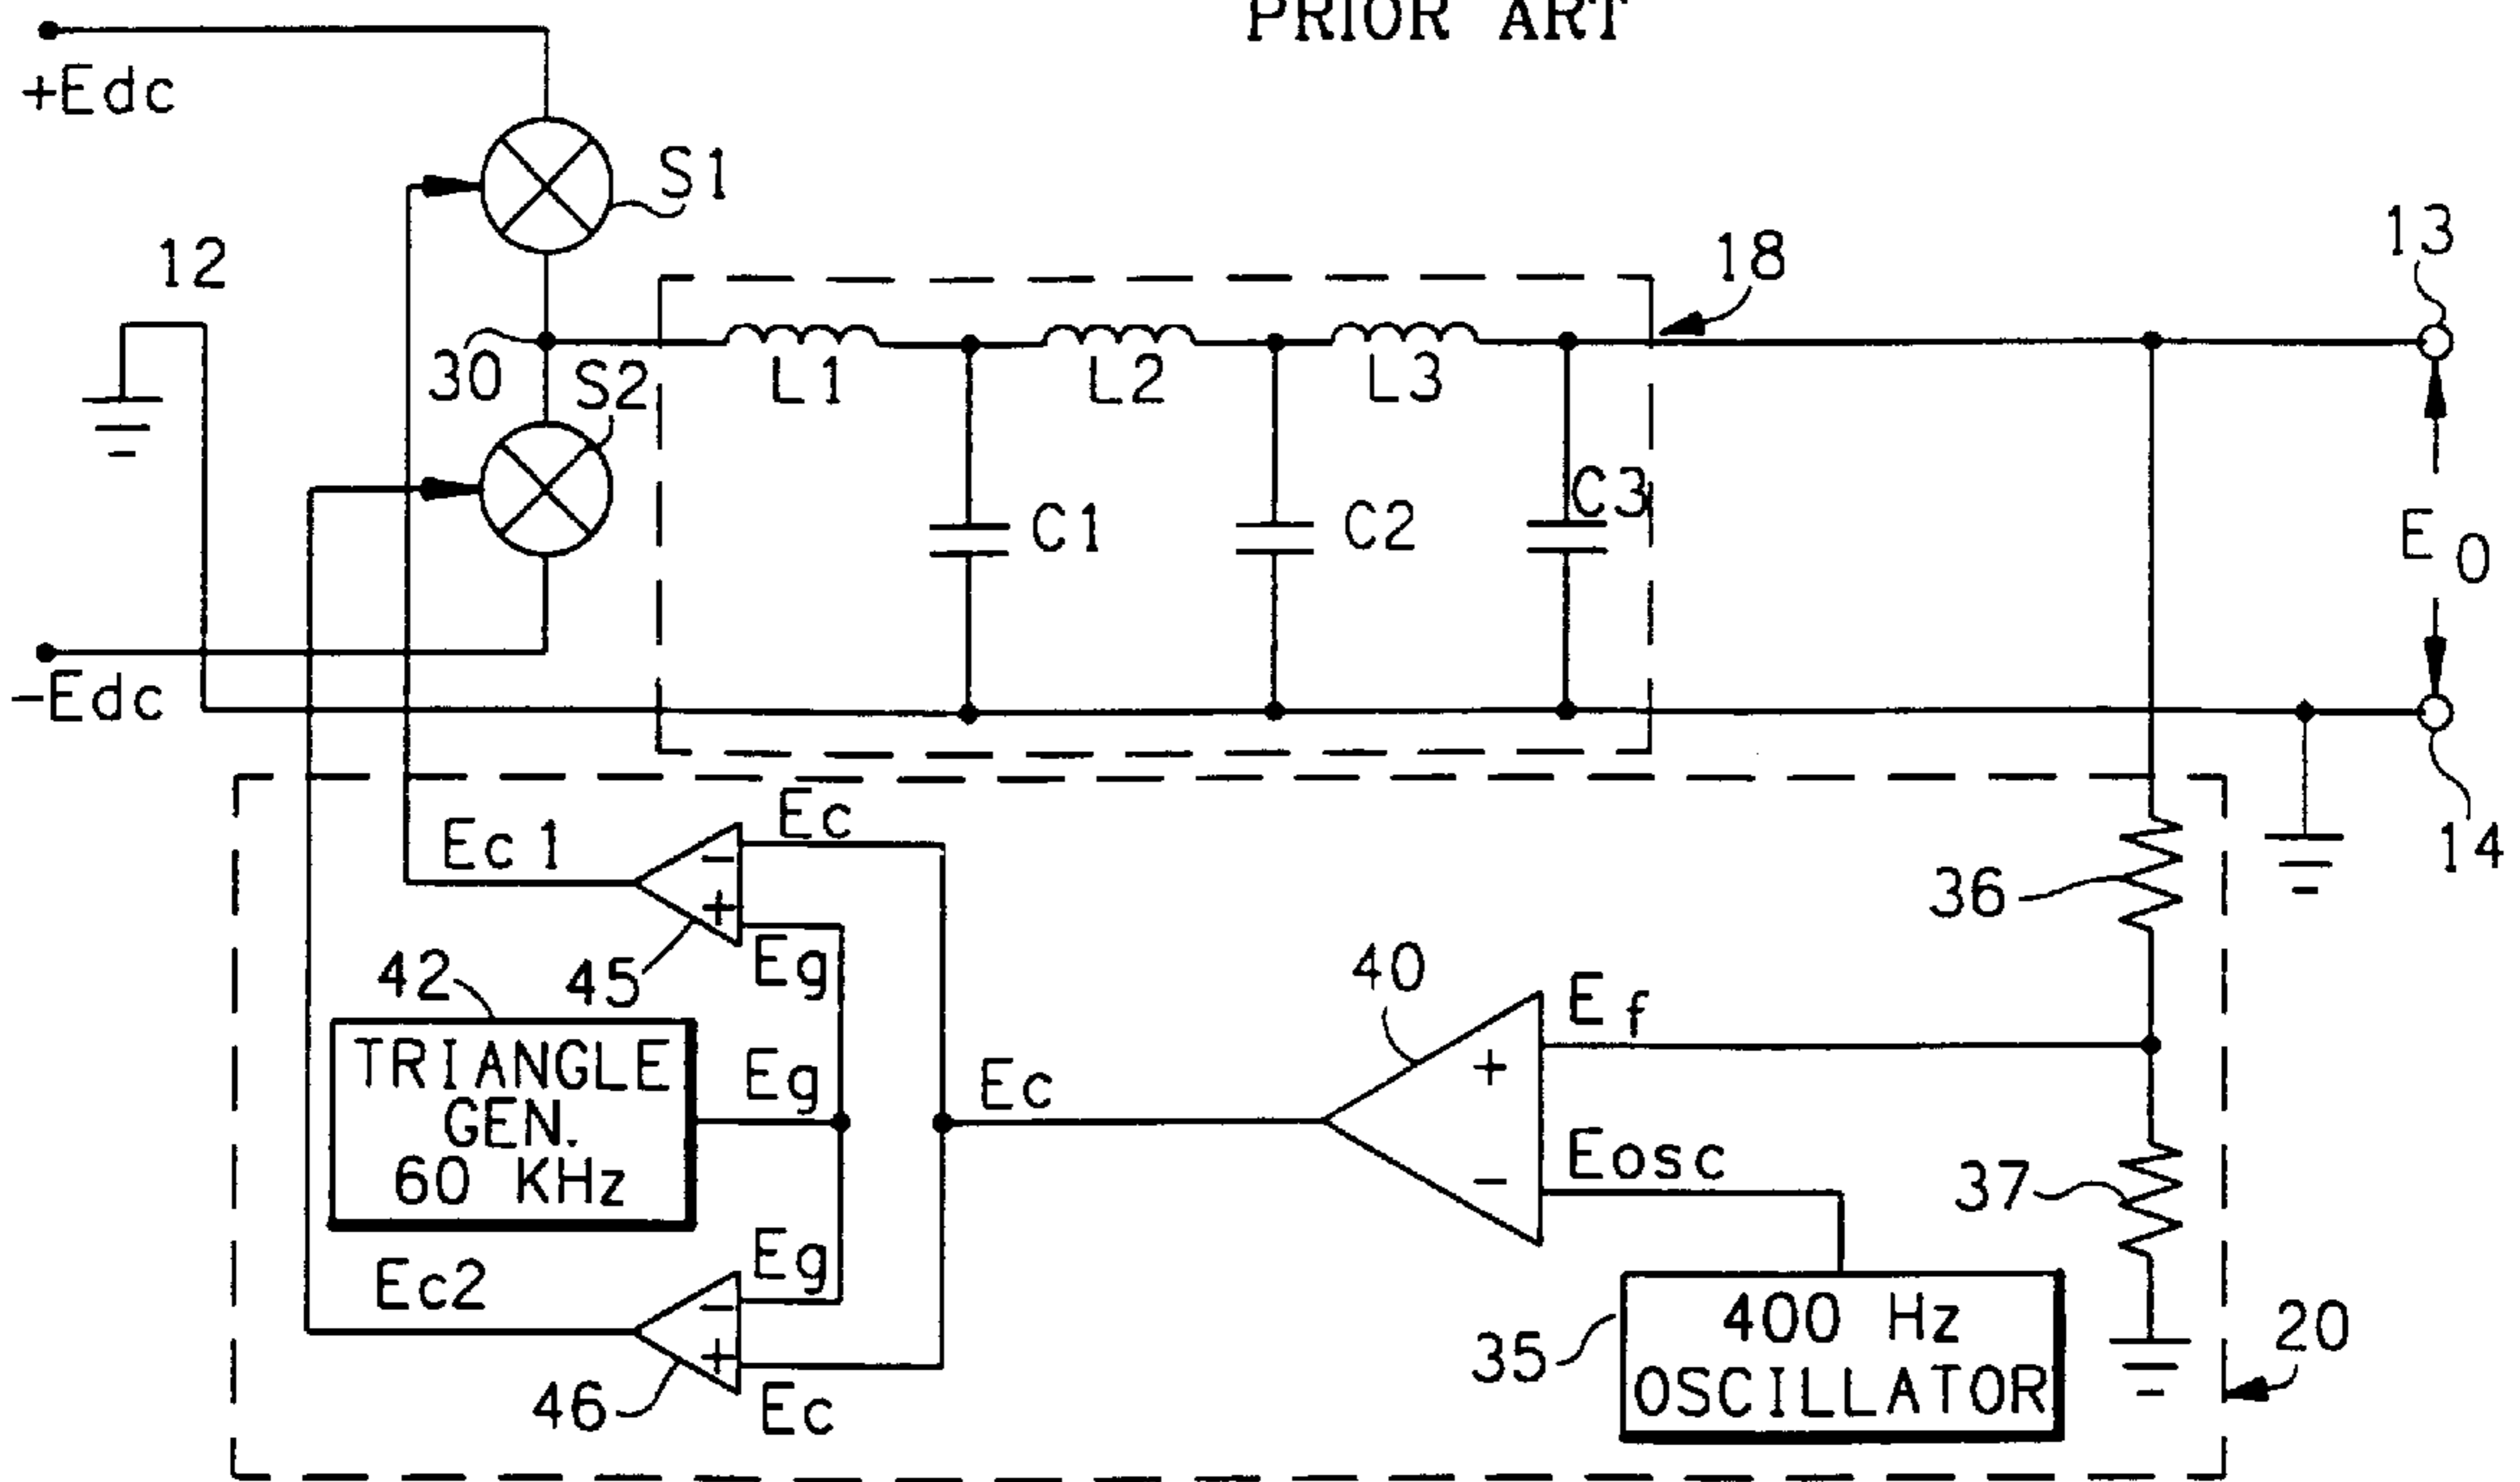 PRIOR ART
+Edc
S1
12
18
13
30
S2
L1
L2
L3
C1
C2
C3
E0
-Edc
14
Ec1
Ec
45
Eg
42
TRIANGLE
GEN.
60 KHz
Eg
Ec
40
Ef
36
Eosc
37
Ec2
Eg
46
Ec
35
400 Hz
OSCILLATOR
20
+
-
-
+
-
+